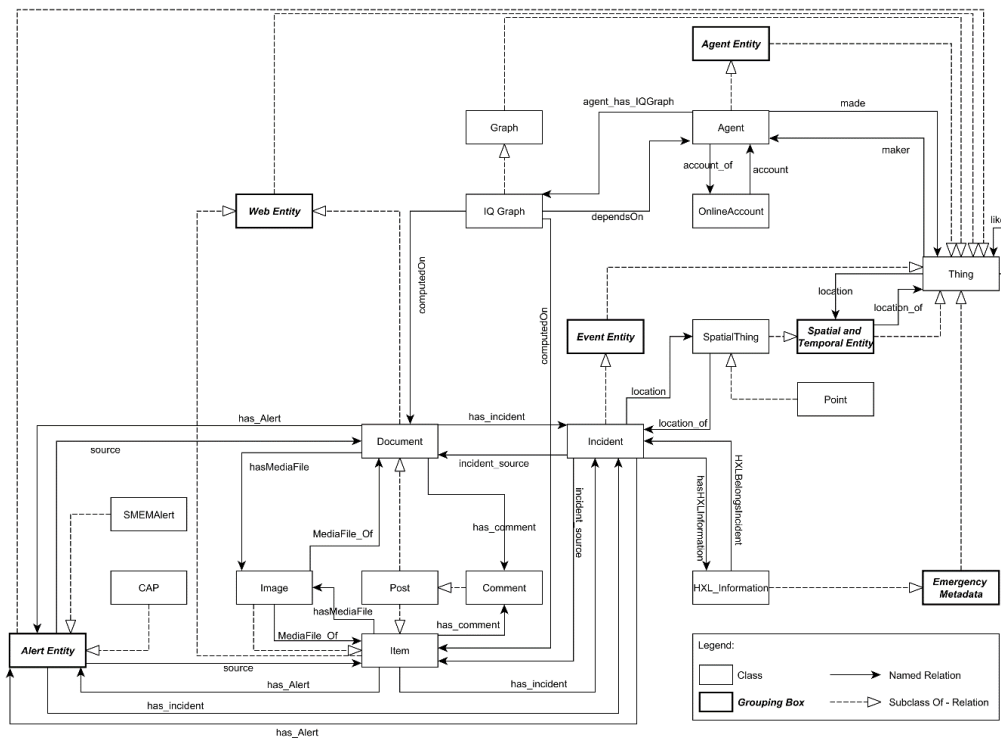 Agent Entity
agent_has_IQGraph
made
Graph
Agent
maker
account_of
account
Web Entity
IQ Graph
dependsOn
OnlineAccount
like
Thing
computedOn
computedOn
location
location_of
Event Entity
SpatialThing
Spatial and
Temporal Entity
location
Point
has_Alert
has_incident
location_of
source
Document
Incident
hasMediaFile
incident_source
HXLBelongsIncident
hasHXLInformation
incident_source
SMEMAlert
MediaFile_Of
has_comment
CAP
Image
Post
Comment
HXL_Information
Emergency
Metadata
hasMediaFile
has_comment
MediaFile_Of
Alert Entity
Item
source
has_Alert
has_incident
has_incident
has_Alert
Legend:
Class
Named Relation
Grouping Box
Subclass Of - Relation